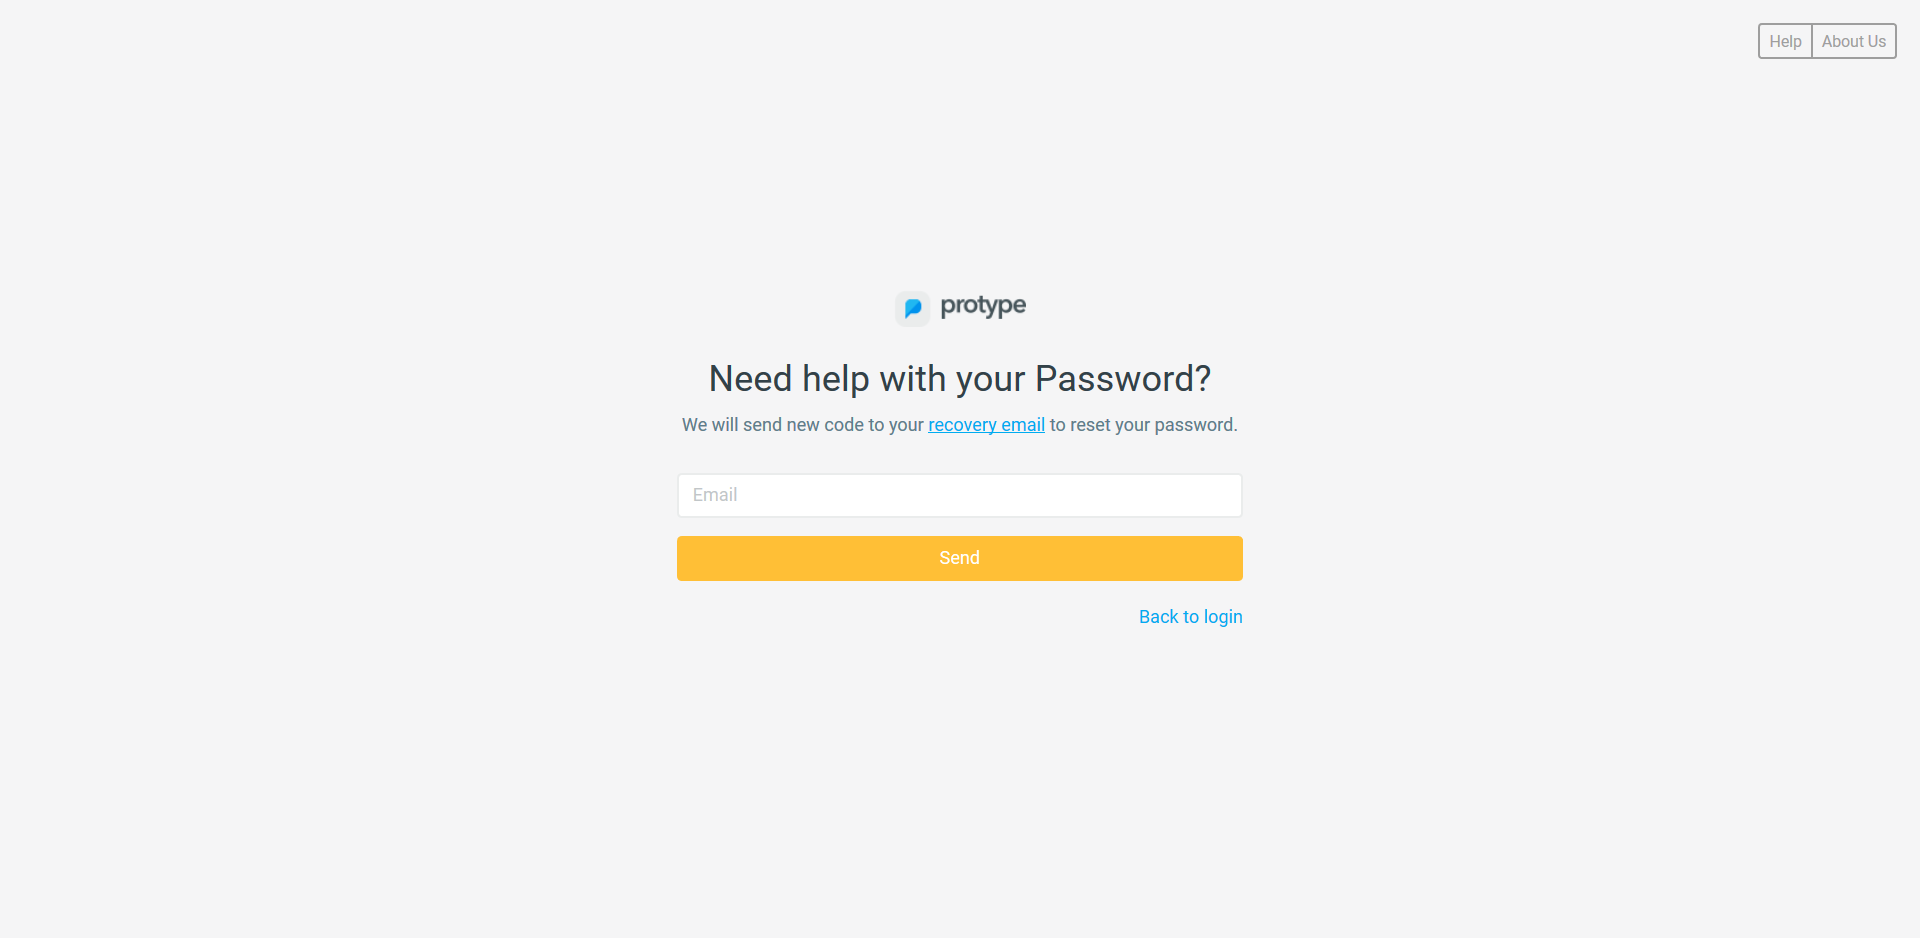 Help
About Us
protype
Need help with your Password?
We will send new code to your recovery email to reset your password.
Email
Send
Back to login